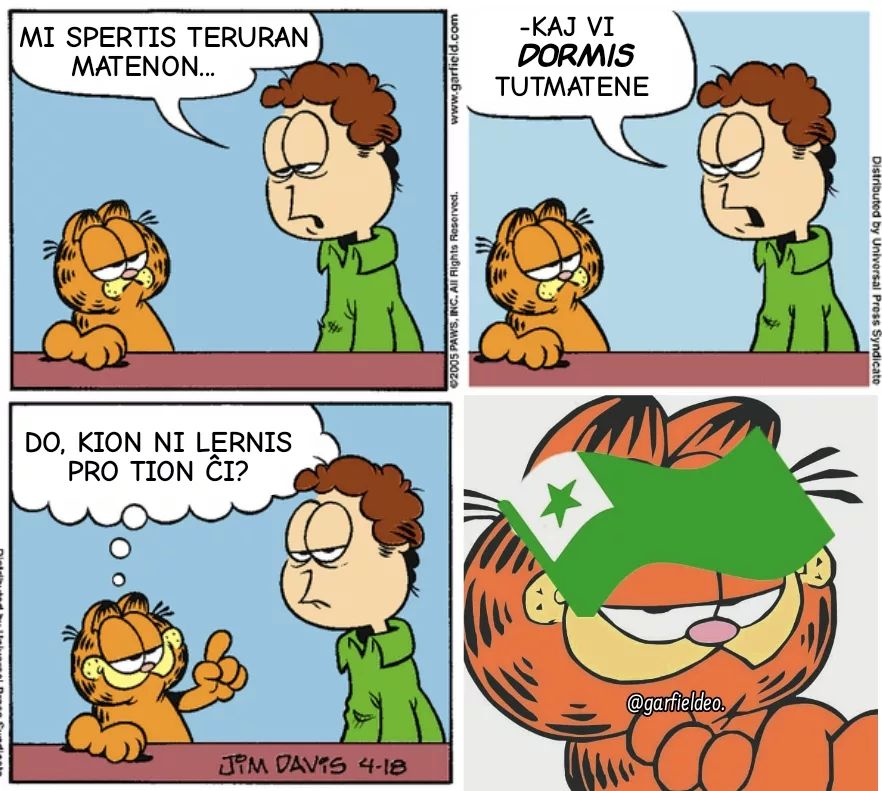 MI SPERTIS TERURAN
MATENON...
www.garfield.com
©2005 PAWS, INC. All Rights Reserved.
-KAJ VI
DORMIS
TUTMATENE
Distributed by Universal Press Syndicate
DO, KION NI LERNIS
PRO TION ĈI?
JIM DAVIS 4-18
@garfieldeo.